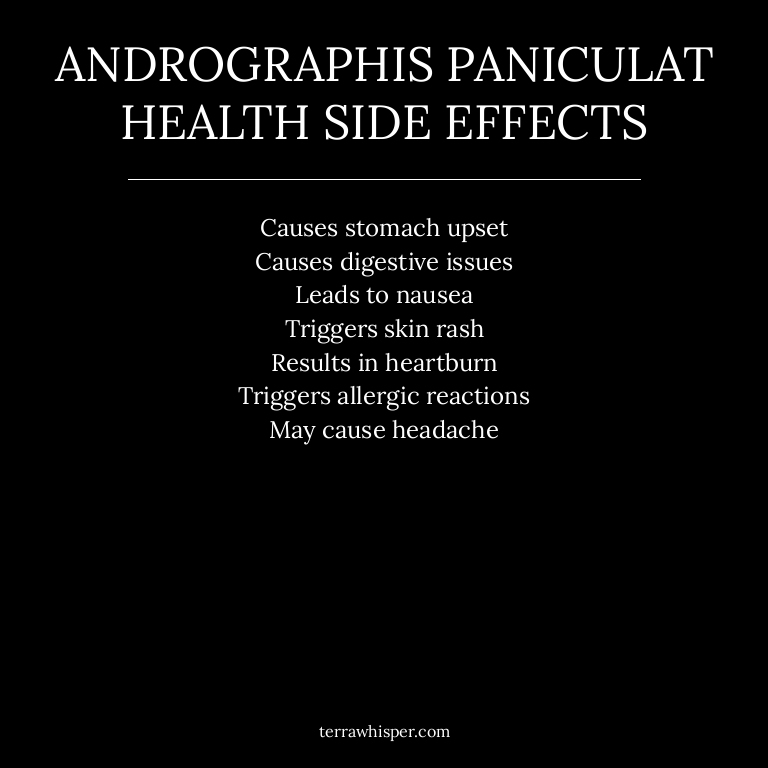 ANDROGRAPHIS PANICULAT
HEALTH SIDE EFFECTS
Causes stomach upset
Causes digestive issues
Leads to nausea
Triggers skin rash
Results in heartburn
Triggers allergic reactions
May cause headache
terrawhisper.com